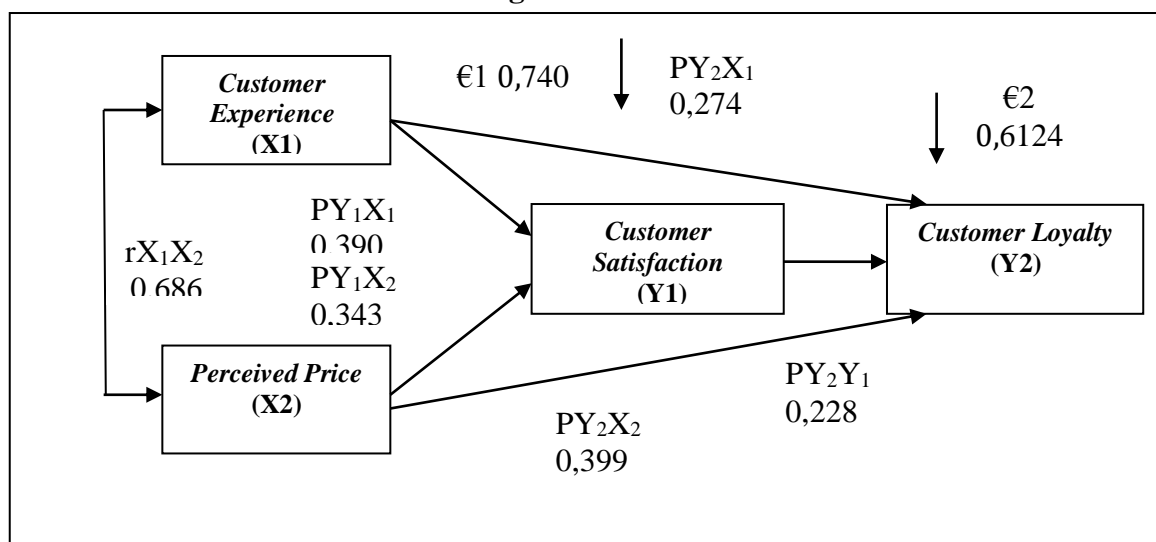 Customer
Experience
(X1)
€1 0,740
PY₂X₁
0,274
€2
0,6124
rX₁X₂
0.686
PY₁X₁
0.390
PY₁X₂
0.343
Customer
Satisfaction
(Y1)
Customer Loyalty
(Y2)
Perceived Price
(X2)
PY₂X₂
0,399
PY₂Y₁
0,228